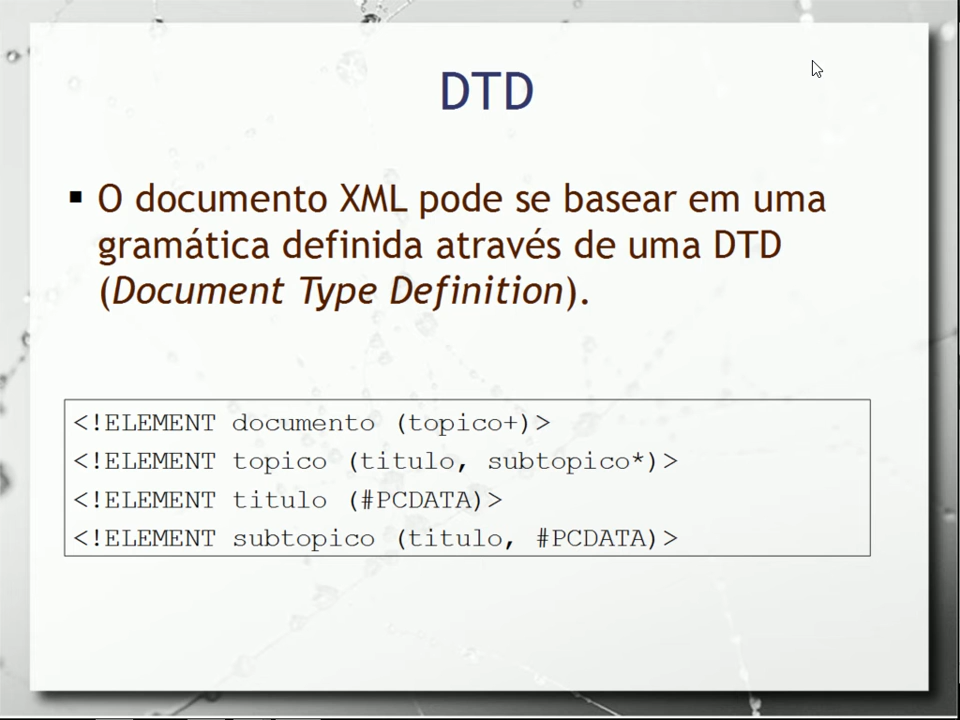 DTD
▪ O documento XML pode se basear em uma
gramática definida através de uma DTD
(Document Type Definition).
<!ELEMENT documento (topico+)>
<!ELEMENT topico (titulo, subtopico*)>
<!ELEMENT titulo (#PCDATA)>
<!ELEMENT subtopico (titulo, #PCDATA)>